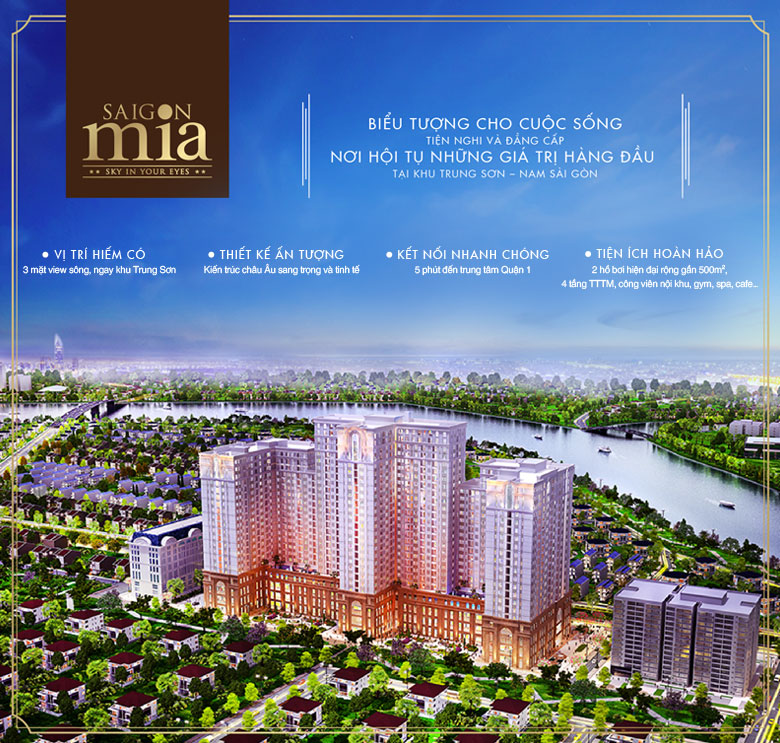 SAIGON
mia
SKY IN YOUR EYES
BIỂU TƯỢNG CHO CUỘC SỐNG
TIỆN NGHI VÀ ĐẲNG CẤP
NƠI HỘI TỤ NHỮNG GIÁ TRỊ HÀNG ĐẦU
TẠI KHU TRUNG SƠN – NAM SÀI GÒN
• VỊ TRÍ HIẾM CÓ
3 mặt view sông, ngay khu Trung Sơn
• THIẾT KẾ ẤN TƯỢNG
Kiến trúc châu Âu sang trọng và tinh tế
• KẾT NỐI NHANH CHÓNG
5 phút đến trung tâm Quận 1
• TIỆN ÍCH HOÀN HẢO
2 hồ bơi hiện đại rộng gần 500m²,
4 tầng TTTM, công viên nội khu, gym, spa, cafe..